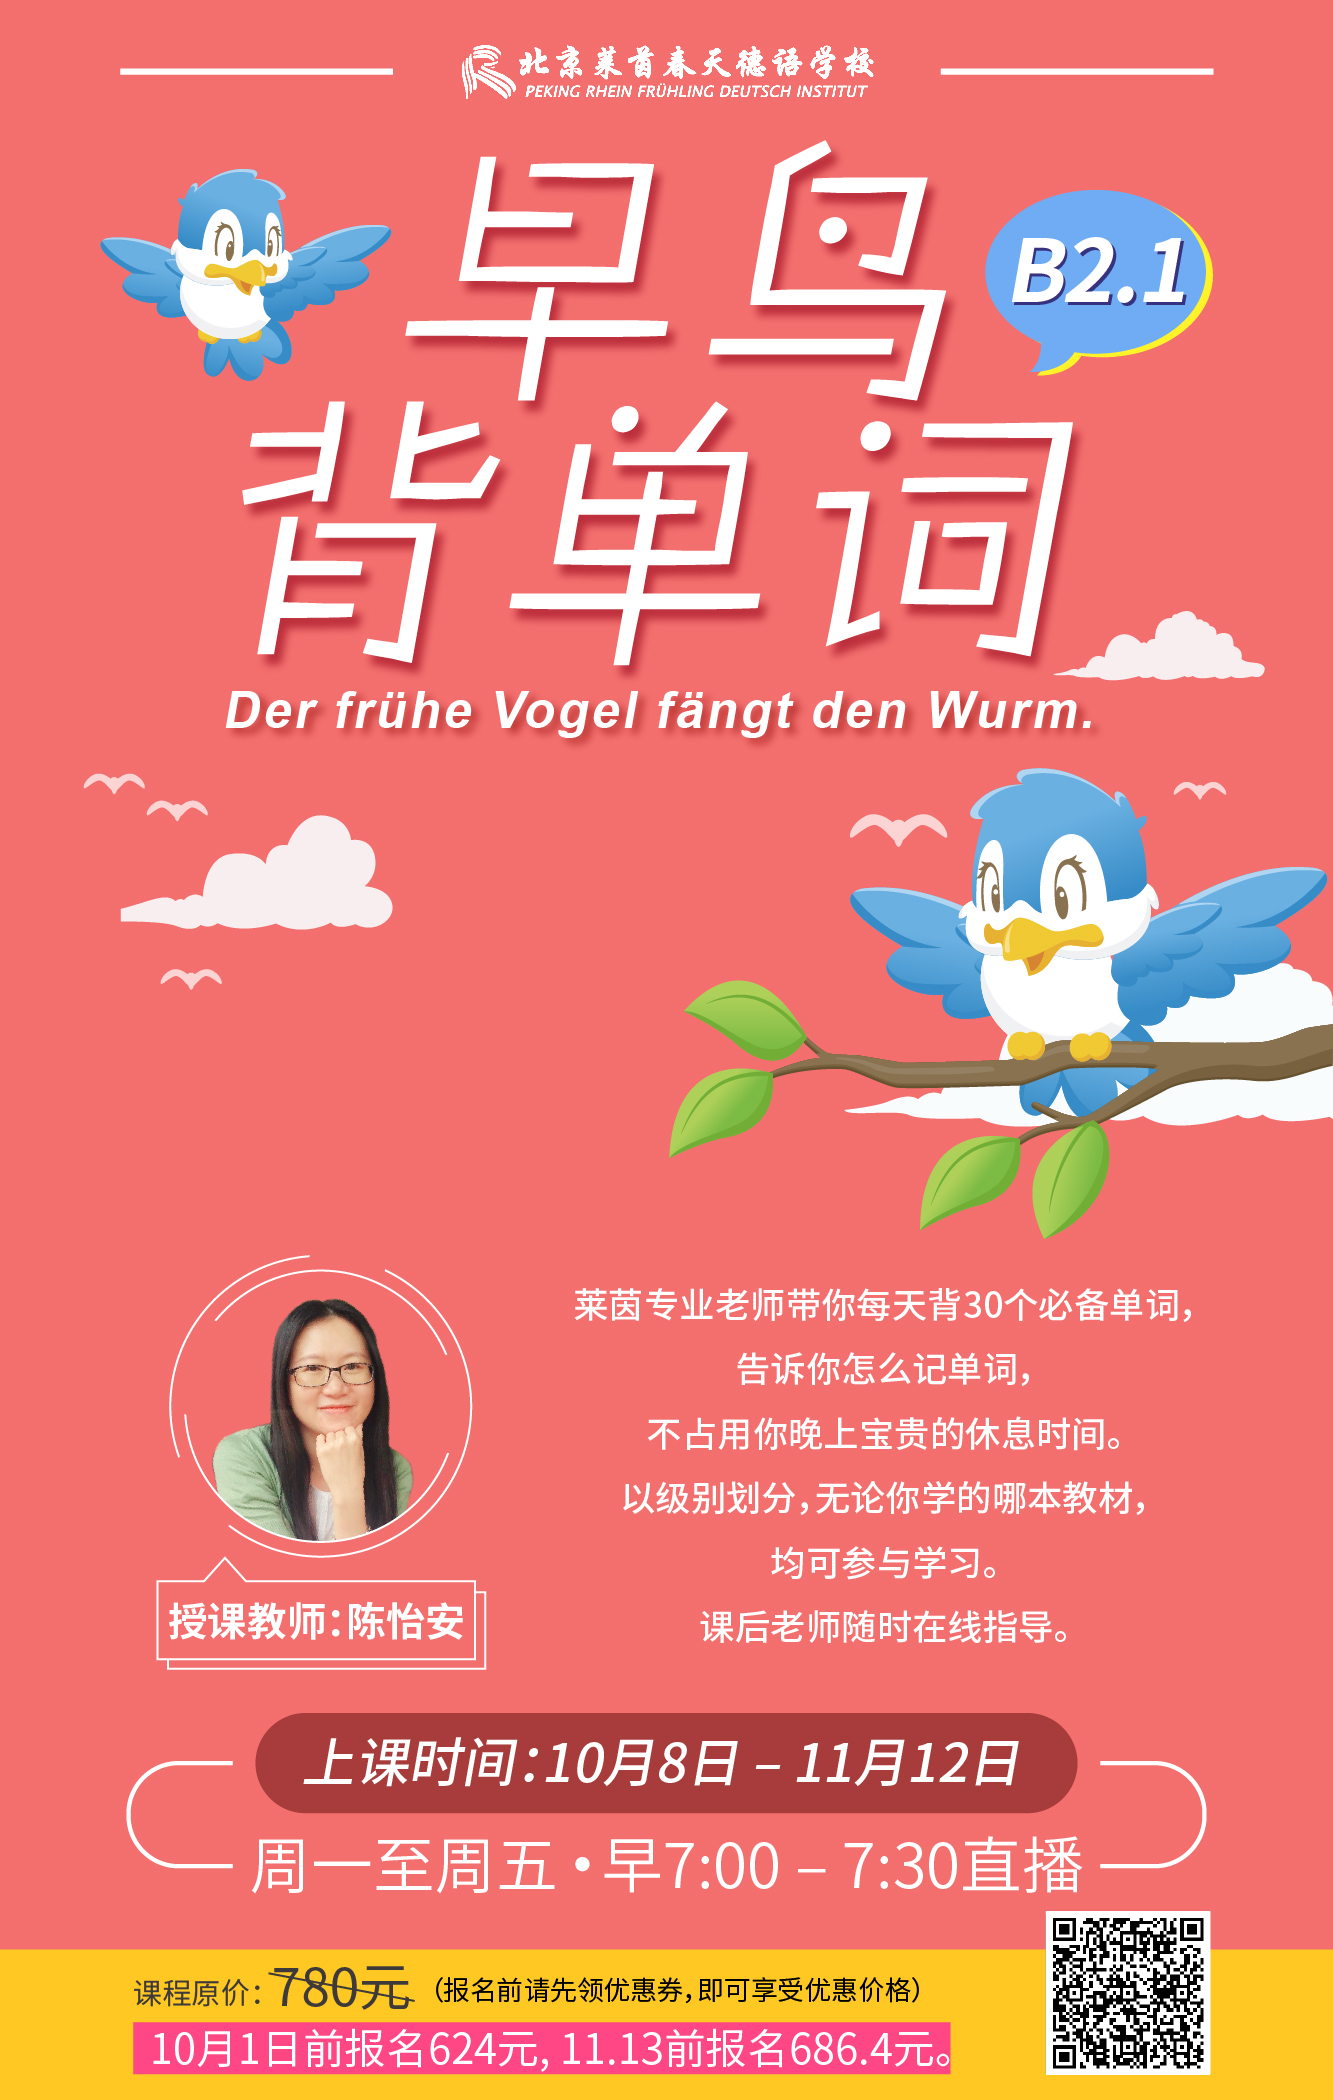 北京莱茵春天德语学校
PEKING RHEIN FRÜHLING DEUTSCH INSTITUT
早鸟
B2.1
背单词
Der frühe Vogel fängt den Wurm.
莱茵专业老师带你每天背30个必备单词，
告诉你怎么记单词，
不占用你晚上宝贵的休息时间。
以级别划分，无论你学的哪本教材，
均可参与学习。
课后老师随时在线指导。
授课教师：陈怡安
上课时间：10月8日 – 11月12日
周一至周五·早7:00 – 7:30直播
课程原价：780元（报名前请先领优惠券，即可享受优惠价格）
10月1日前报名624元, 11.13前报名686.4元。